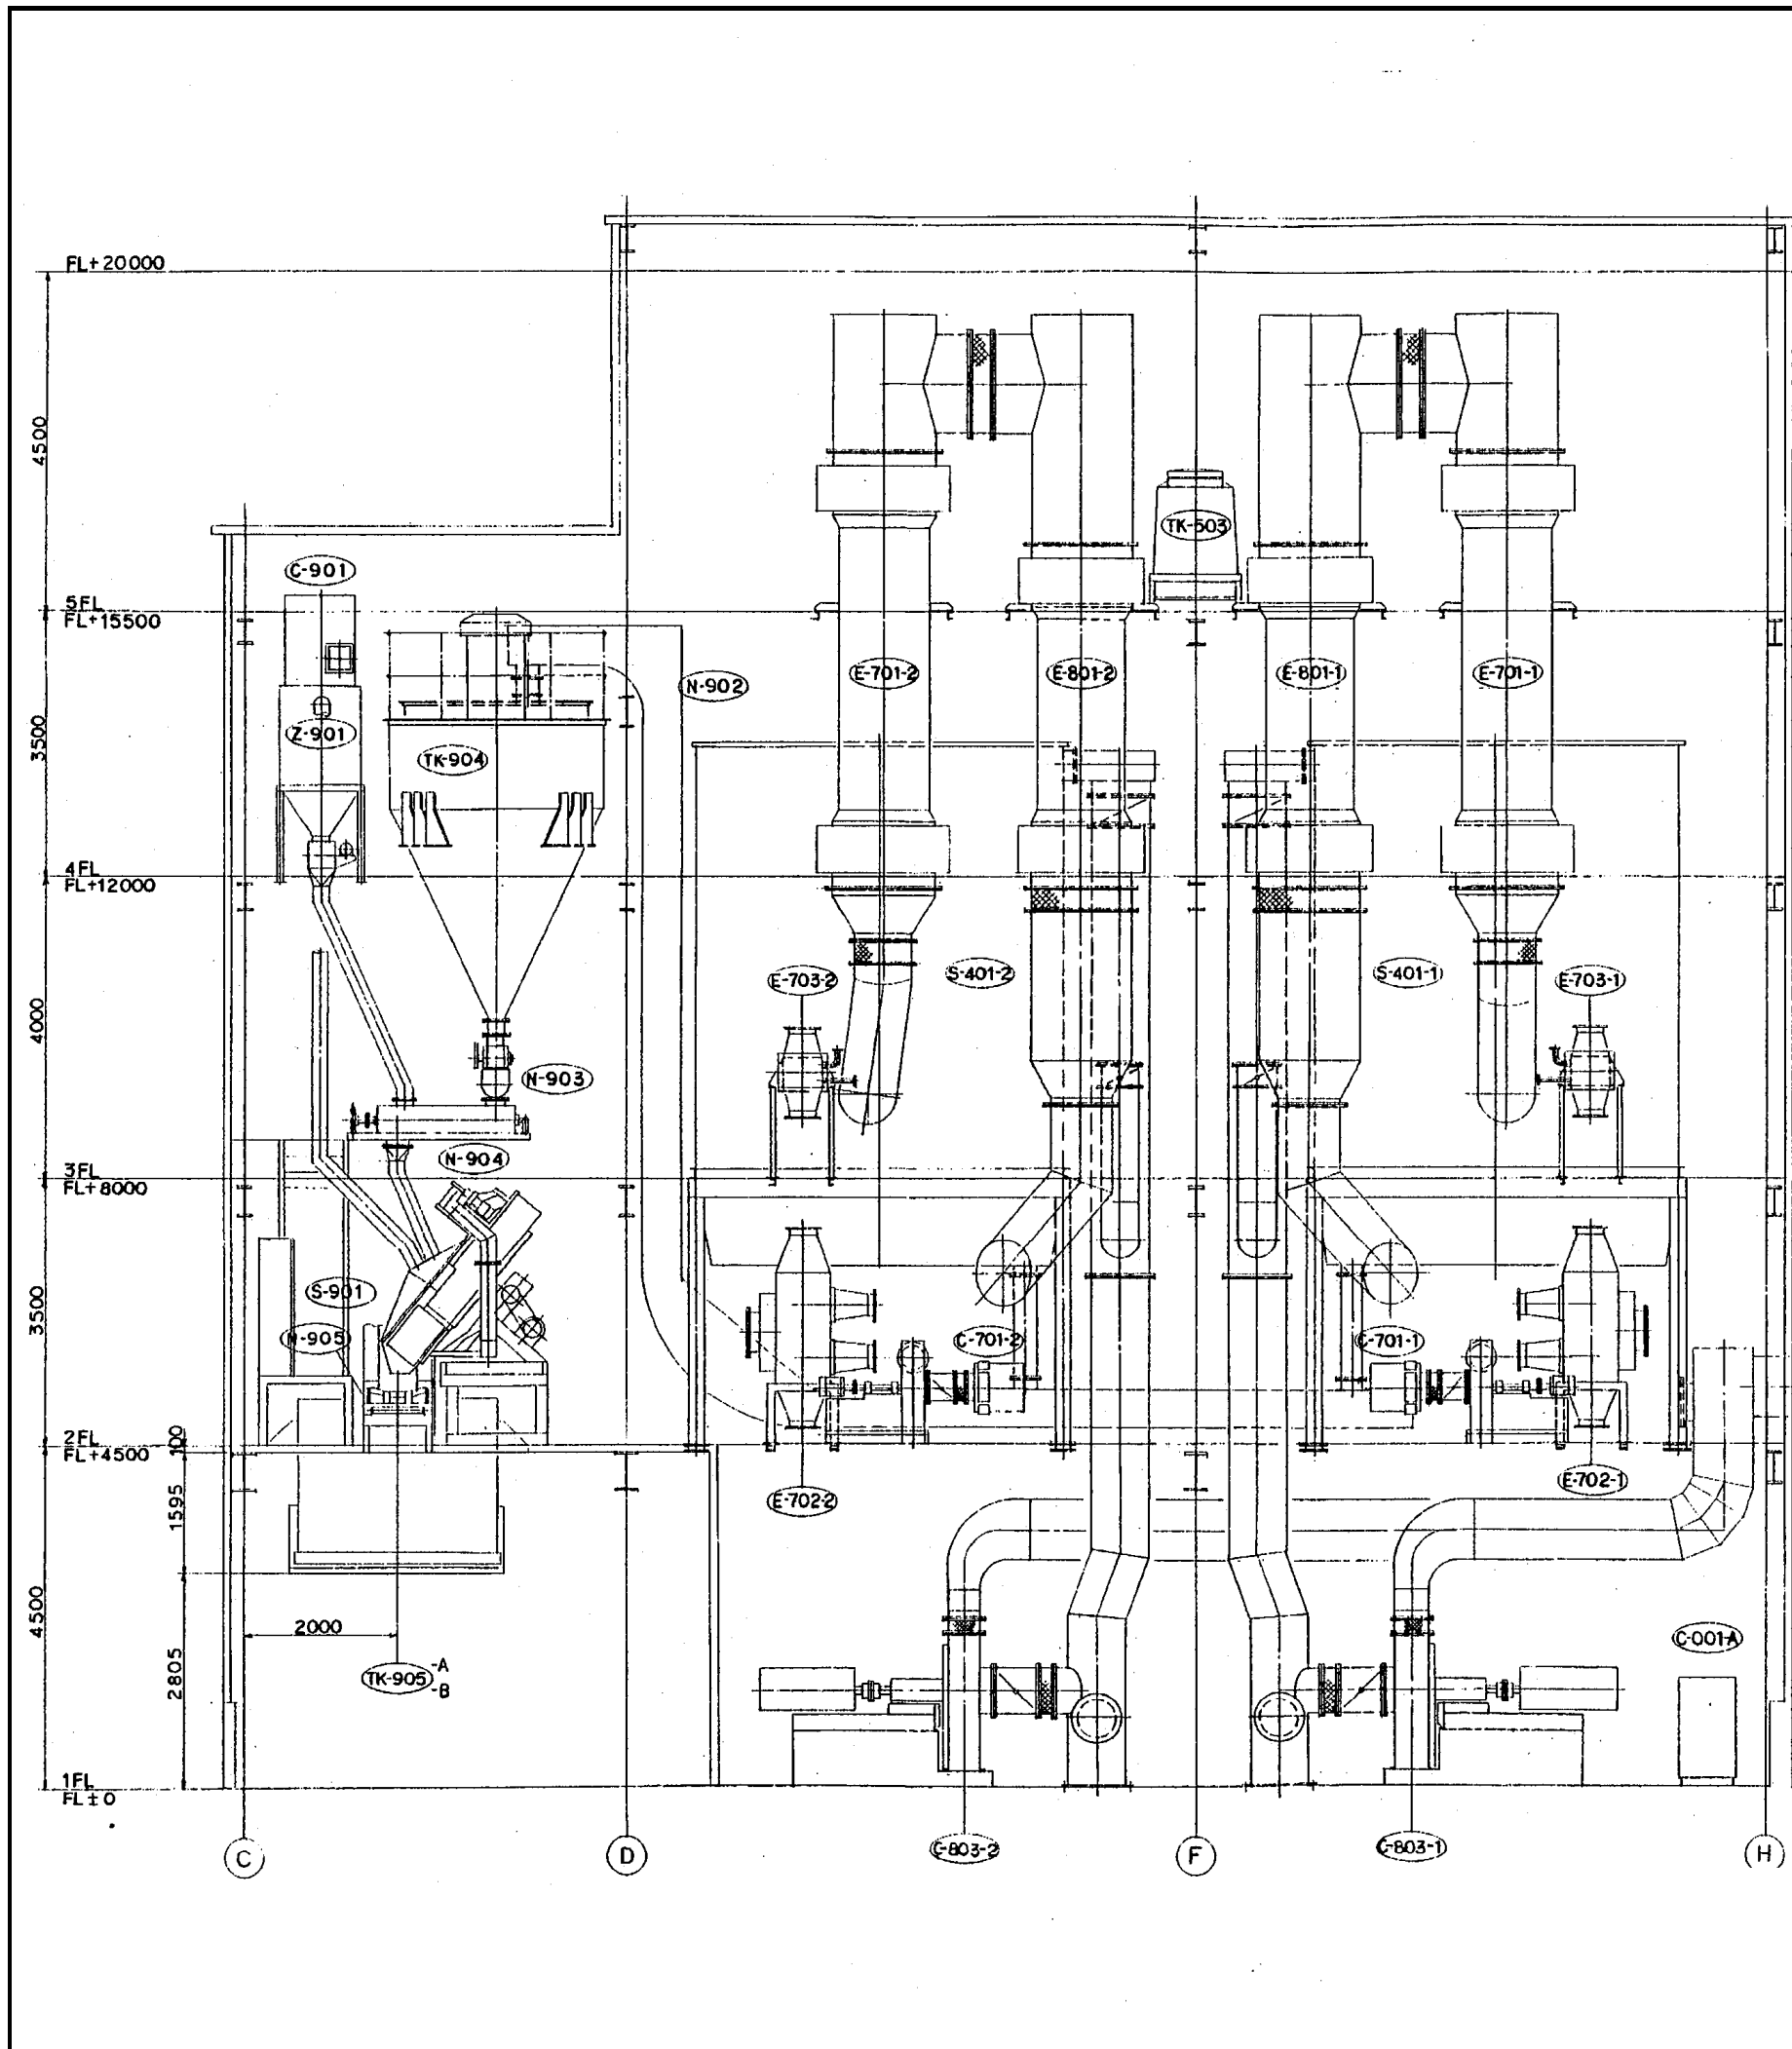 FL+20000
4500
TK-503
C-901
5FL
FL+15500
E-701-2
E-801-2
E-801-1
E-701-1
N-902
Z-901
TK-904
3500
4FL
FL+12000
E-703-2
S-401-2
S-401-1
E-703-1
4000
N-903
N-904
3FL
FL+8000
S-901
N-905
3500
C-701-2
C-701-1
2FL
FL+4500
100
E-702-2
E-702-1
1595
4500
2000
2805
TK-905
-A
-B
C-001-A
1FL
FL±0
C
D
C-803-2
F
C-803-1
H